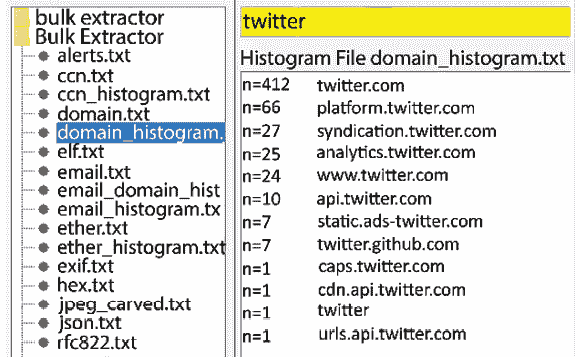 bulk extractor
Bulk Extractor
alerts.txt
ccn.txt
ccn_histogram.txt
domain.txt
domain_histogram.
elf.txt
email.txt
email_domain_hist
email_histogram.tx
ether.txt
ether_histogram.txt
exif.txt
hex.txt
jpeg_carved.txt
json.txt
rfc822.txt
twitter
Histogram File domain_histogram.txt
n=412 twitter.com
n=66 platform.twitter.com
n=27 syndication.twitter.com
n=25 analytics.twitter.com
n=24 www.twitter.com
n=10 api.twitter.com
n=7 static.ads-twitter.com
n=7 twitter.github.com
n=1 caps.twitter.com
n=1 cdn.api.twitter.com
n=1 twitter
n=1 urls.api.twitter.com